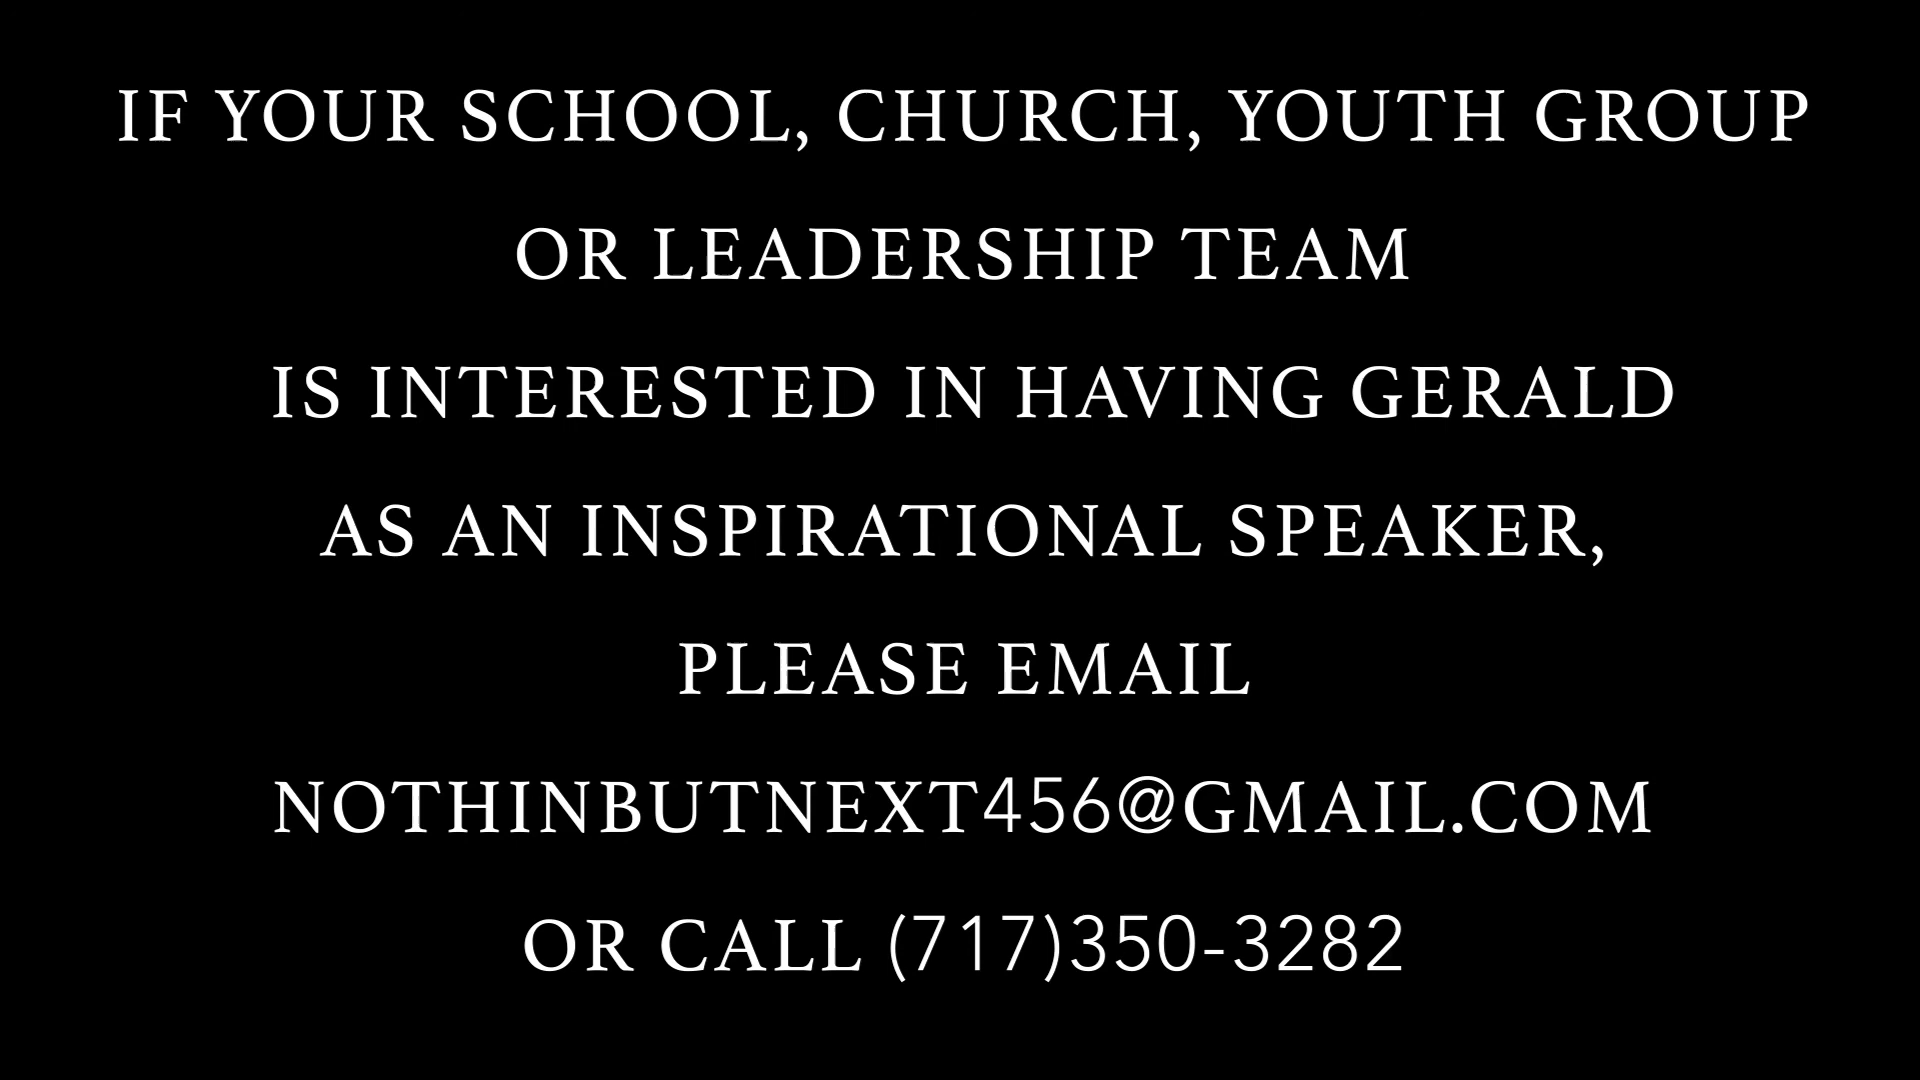 IF YOUR SCHOOL, CHURCH, YOUTH GROUP
OR LEADERSHIP TEAM
IS INTERESTED IN HAVING GERALD
AS AN INSPIRATIONAL SPEAKER,
PLEASE EMAIL
NOTHINBUTNEXT456@GMAIL.COM
OR CALL (717)350-3282